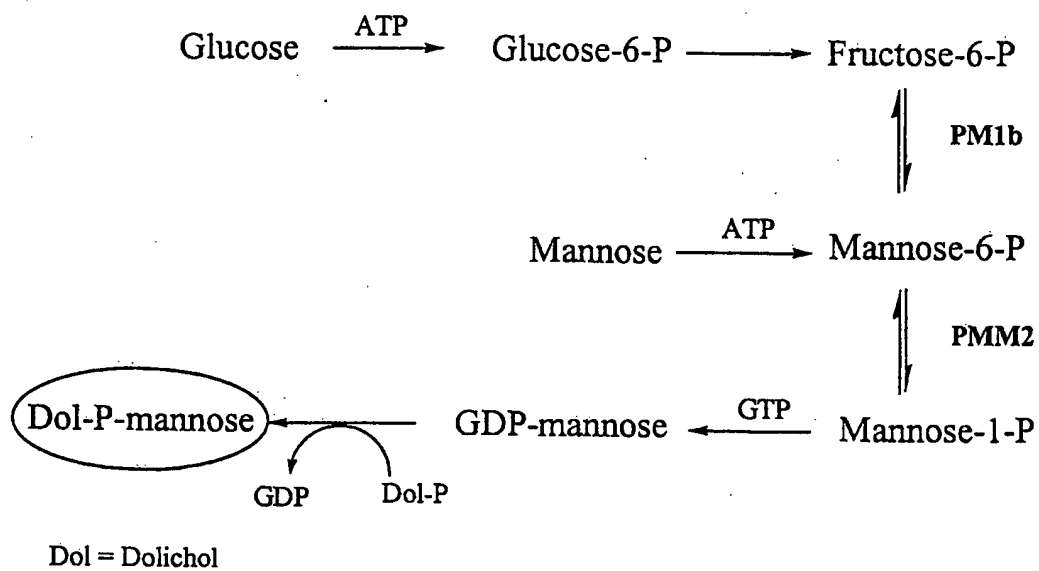 ATP
Glucose Glucose-6-P Fructose-6-P
PM1b
ATP
Mannose Mannose-6-P
PMM2
GTP
Dol-P-mannose GDP-mannose Mannose-1-P
GDP Dol-P
Dol = Dolichol